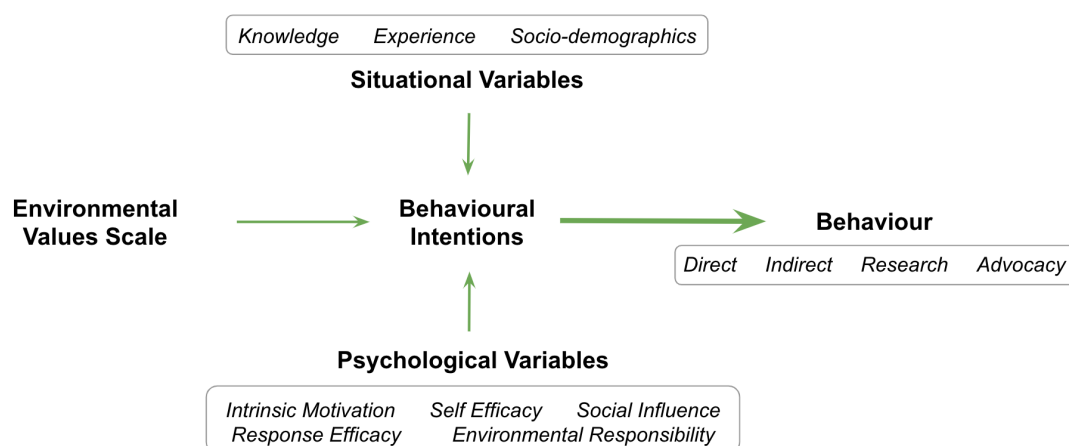 Knowledge Experience Socio-demographics
Situational Variables
Environmental
Values Scale
Behavioural
Intentions
Behaviour
Direct Indirect Research Advocacy
Psychological Variables
Intrinsic Motivation Self Efficacy Social Influence
Response Efficacy Environmental Responsibility